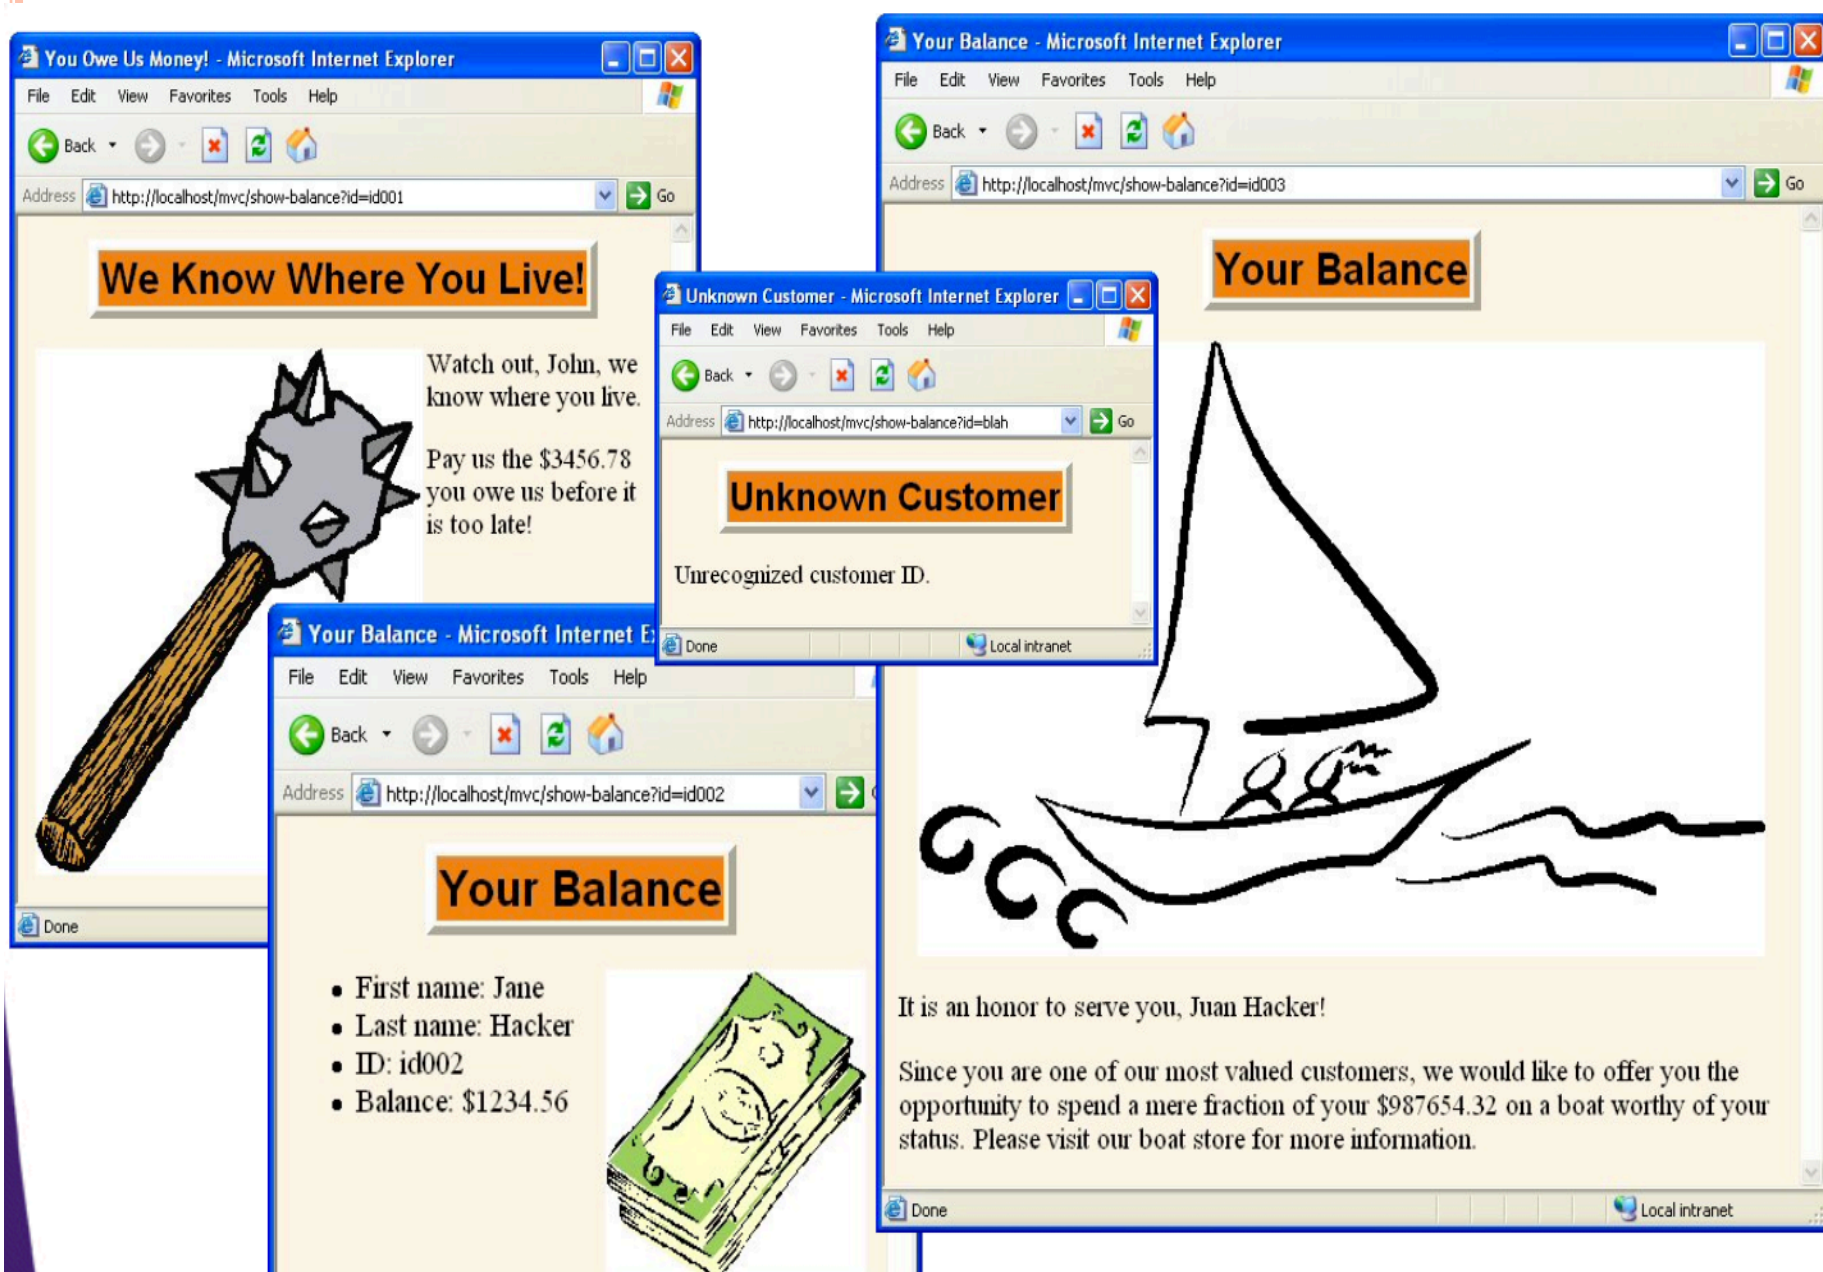 You Owe Us Money! - Microsoft Internet Explorer
File Edit View Favorites Tools Help
Back
Address http://localhost/mvc/show-balance?id=id001 Go
We Know Where You Live!
Watch out, John, we
know where you live.
Pay us the $3456.78
you owe us before it
is too late!
Done
Unknown Customer - Microsoft Internet Explorer
File Edit View Favorites Tools Help
Back
Address http://localhost/mvc/show-balance?id=blah Go
Unknown Customer
Unrecognized customer ID.
Done Local intranet
Your Balance - Microsoft Internet
File Edit View Favorites Tools Help
Back
Address http://localhost/mvc/show-balance?id=id002
Your Balance
First name: Jane
Last name: Hacker
ID: id002
Balance: $1234.56
Your Balance - Microsoft Internet Explorer
File Edit View Favorites Tools Help
Back
Address http://localhost/mvc/show-balance?id=id003 Go
Your Balance
It is an honor to serve you, Juan Hacker!
Since you are one of our most valued customers, we would like to offer you the
opportunity to spend a mere fraction of your $987654.32 on a boat worthy of your
status. Please visit our boat store for more information.
Done Local intranet